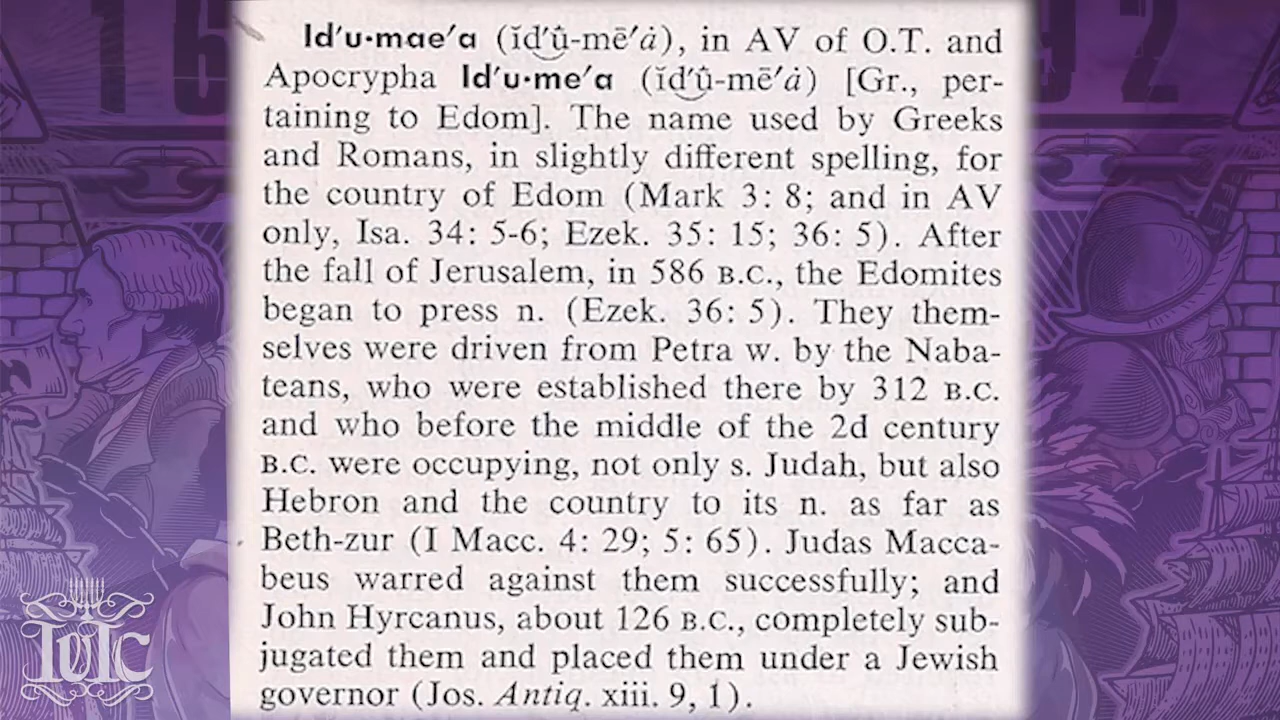 16 92
Id′u·mae′a (ĭd′û-mē′ȧ), in AV of O.T. and
Apocrypha Id′u·me′a (ĭd′û-mē′ȧ) [Gr., per-
taining to Edom]. The name used by Greeks
and Romans, in slightly different spelling, for
the country of Edom (Mark 3: 8; and in AV
only, Isa. 34: 5-6; Ezek. 35: 15; 36: 5). After
the fall of Jerusalem, in 586 B.C., the Edomites
began to press n. (Ezek. 36: 5). They them-
selves were driven from Petra w. by the Naba-
teans, who were established there by 312 B.C.
and who before the middle of the 2d century
B.C. were occupying, not only s. Judah, but also
Hebron and the country to its n. as far as
Beth-zur (I Macc. 4: 29; 5: 65). Judas Macca-
beus warred against them successfully; and
John Hyrcanus, about 126 B.C., completely sub-
jugated them and placed them under a Jewish
governor (Jos. Antiq. xiii. 9, 1).
IUIC